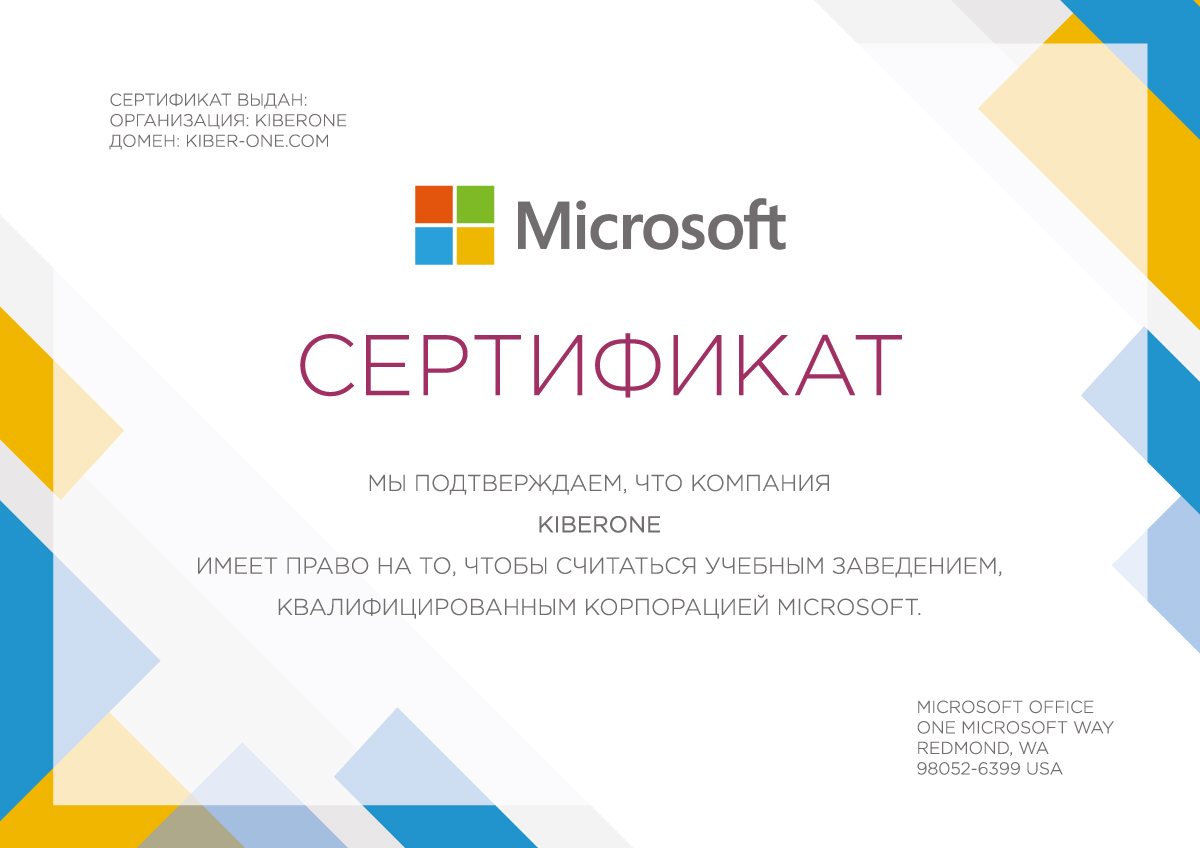 СЕРТИФИКАТ ВЫДАН:
ОРГАНИЗАЦИЯ: KIBERONE
ДОМЕН: KIBER-ONE.COM
Microsoft
СЕРТИФИКАТ
МЫ ПОДТВЕРЖДАЕМ, ЧТО КОМПАНИЯ
KIBERONE
ИМЕЕТ ПРАВО НА ТО, ЧТОБЫ СЧИТАТЬСЯ УЧЕБНЫМ ЗАВЕДЕНИЕМ,
КВАЛИФИЦИРОВАННЫМ КОРПОРАЦИЕЙ MICROSOFT.
MICROSOFT OFFICE
ONE MICROSOFT WAY
REDMOND, WA
98052-6399 USA